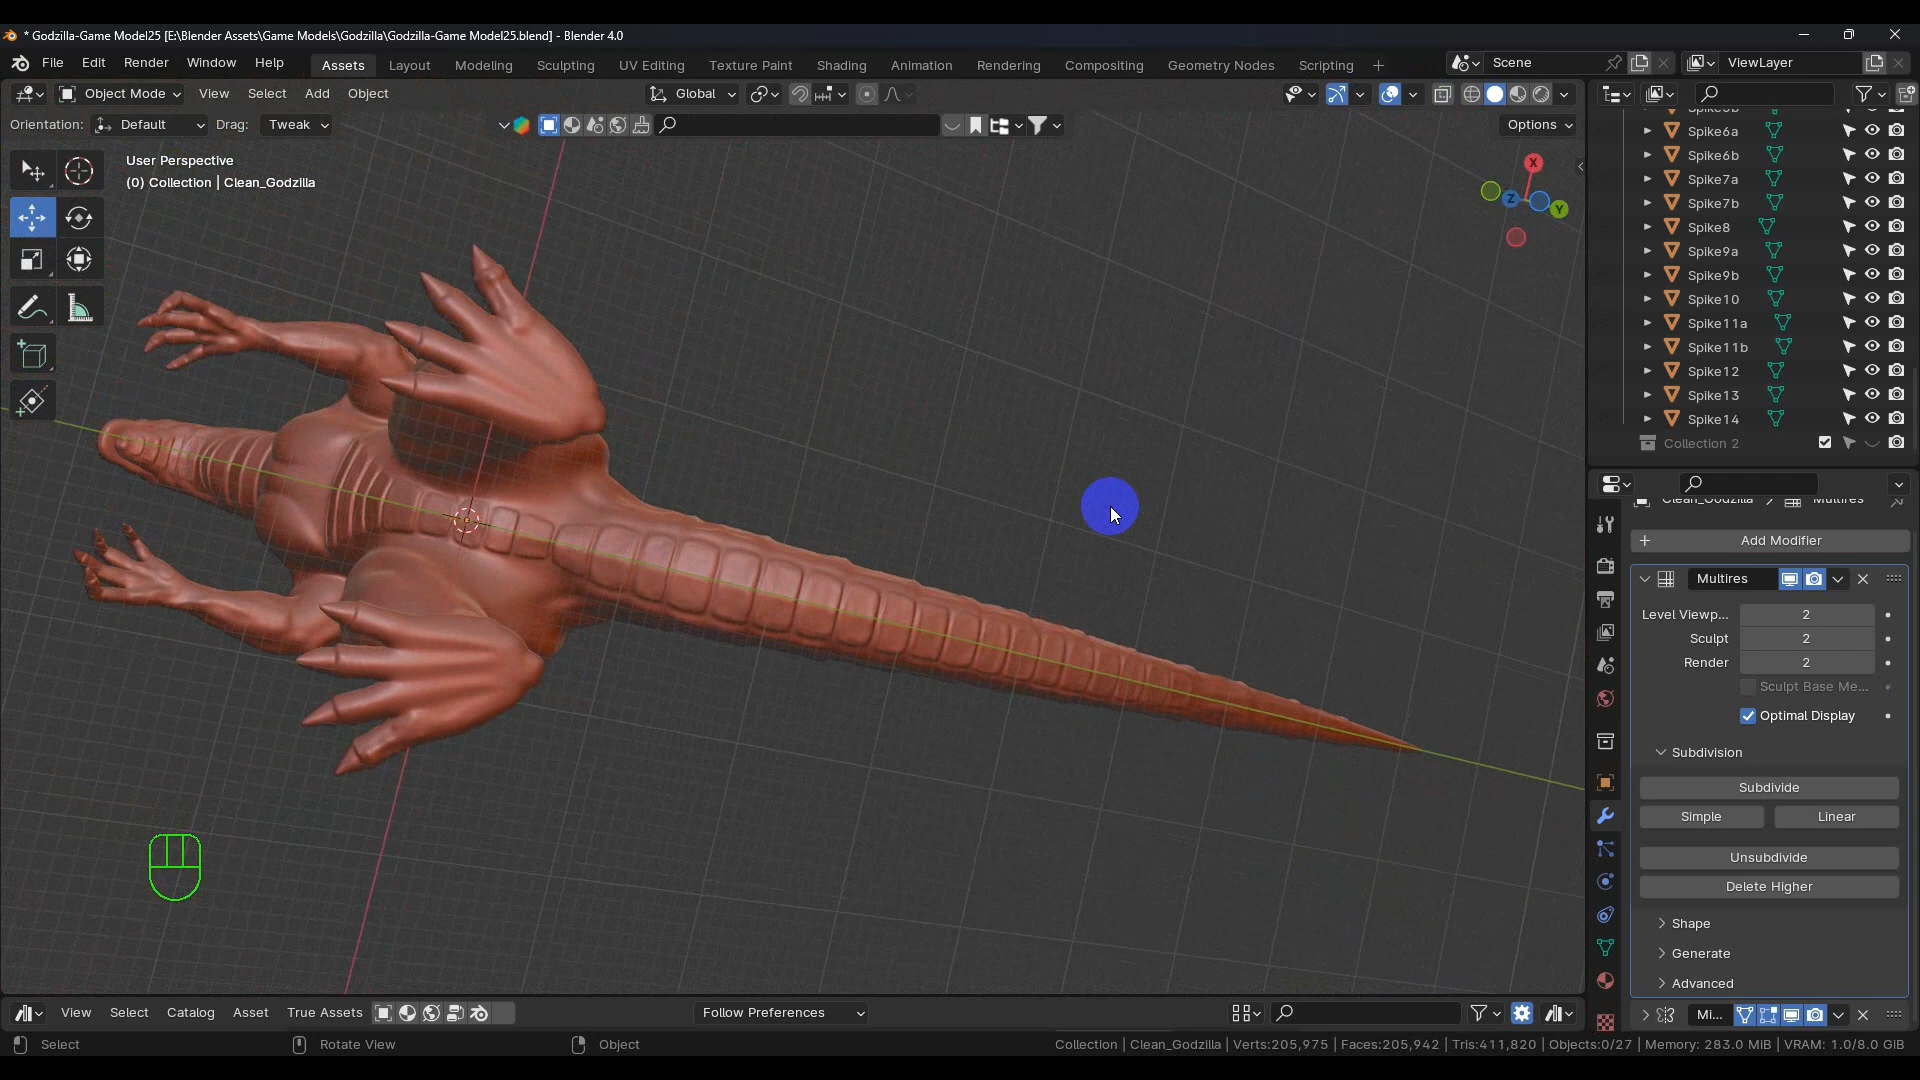 * Godzilla-Game Model25 [E:\Blender Assets\Game Models\Godzilla\Godzilla-Game Model25.blend] - Blender 4.0
File Edit Render Window Help Assets Layout Modeling Sculpting UV Editing Texture Paint Shading Animation Rendering Compositing Geometry Nodes Scripting + Scene ViewLayer
Object Mode View Select Add Object Global
Orientation: Default Drag: Tweak Options
User Perspective
(0) Collection | Clean_Godzilla
X
Y
Z
Spike6a
Spike6b
Spike7a
Spike7b
Spike8
Spike9a
Spike9b
Spike10
Spike11a
Spike11b
Spike12
Spike13
Spike14
Collection 2
Clean_Godzilla > Multires
+ Add Modifier
Multires
Level Viewp... 2
Sculpt 2
Render 2
Sculpt Base Me...
Optimal Display
Subdivision
Subdivide
Simple Linear
Unsubdivide
Delete Higher
Shape
Generate
Advanced
Mi...
View Select Catalog Asset True Assets Follow Preferences
Select Rotate View Object Collection | Clean_Godzilla | Verts:205,975 | Faces:205,942 | Tris:411,820 | Objects:0/27 | Memory: 283.0 MiB | VRAM: 1.0/8.0 GiB